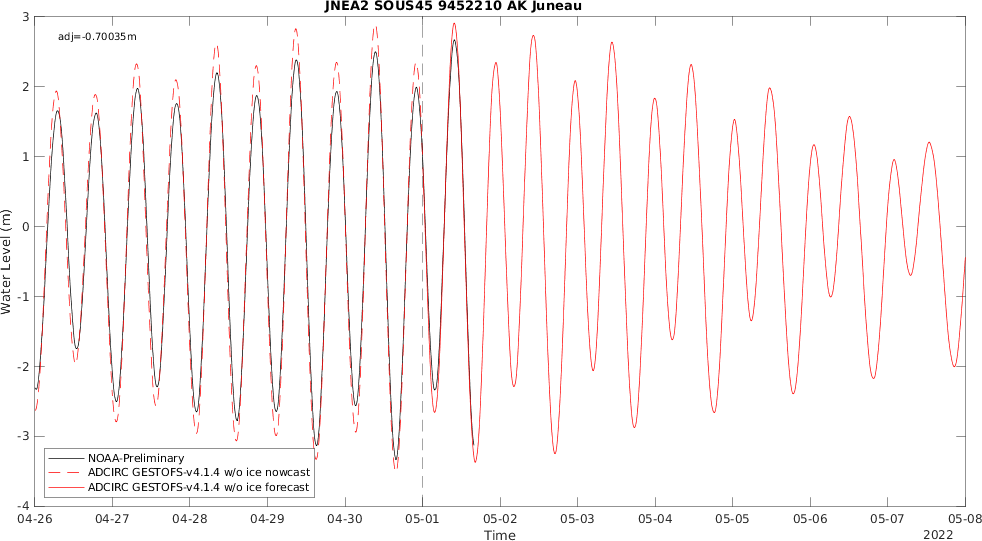 JNEA2 SOUS45 9452210 AK Juneau
adj=-0.70035m
3
2
1
0
-1
-2
-3
-4
Water Level (m)
NOAA-Preliminary
ADCIRC GESTOFS-v4.1.4 w/o ice nowcast
ADCIRC GESTOFS-v4.1.4 w/o ice forecast
04-26 04-27 04-28 04-29 04-30 05-01 05-02 05-03 05-04 05-05 05-06 05-07 05-08
Time
2022